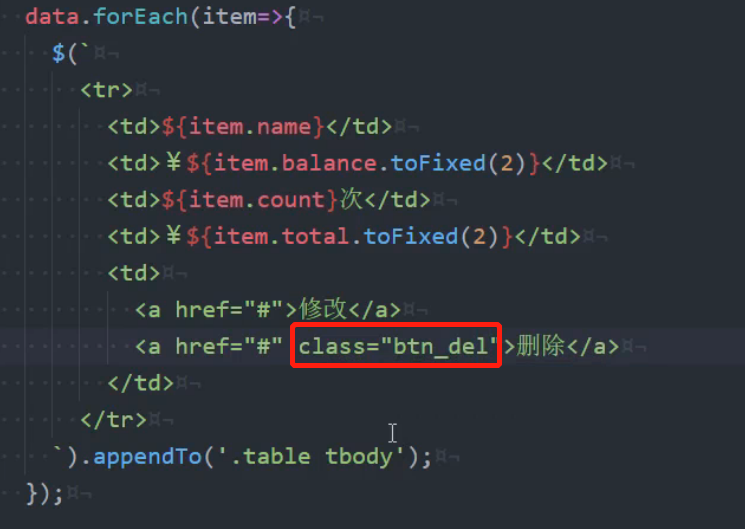 data.forEach(item=>{
$(`
<tr>
<td>${item.name}</td>
<td>¥${item.balance.toFixed(2)}</td>
<td>${item.count}次</td>
<td>¥${item.total.toFixed(2)}</td>
<td>
<a href="#">修改</a>
<a href="#" class="btn_del">删除</a>
</td>
</tr>
`).appendTo('.table tbody');
});